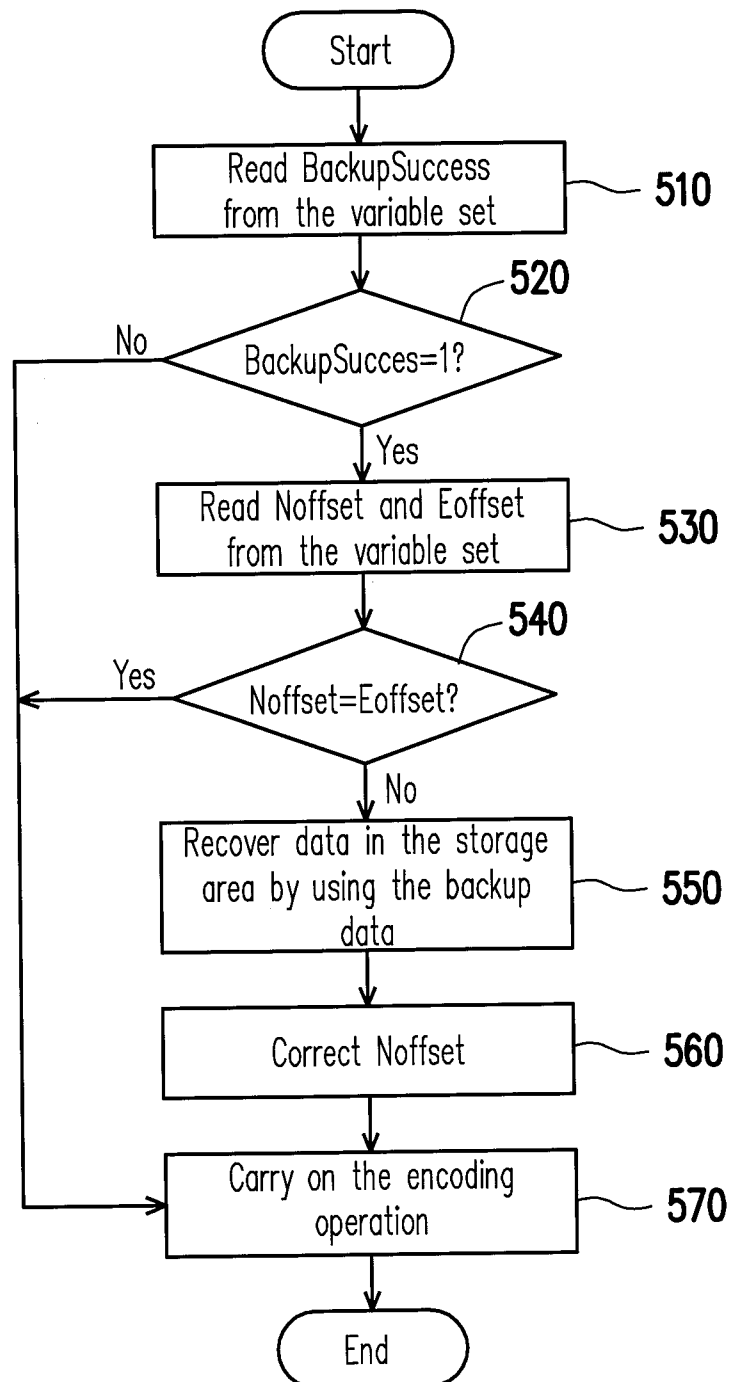 Start
Read BackupSuccess
from the variable set
510
520
No
BackupSucces=1?
Yes
Read Noffset and Eoffset
from the variable set
530
540
Yes
Noffset=Eoffset?
No
Recover data in the storage
area by using the backup
data
550
Correct Noffset
560
Carry on the encoding
operation
570
End